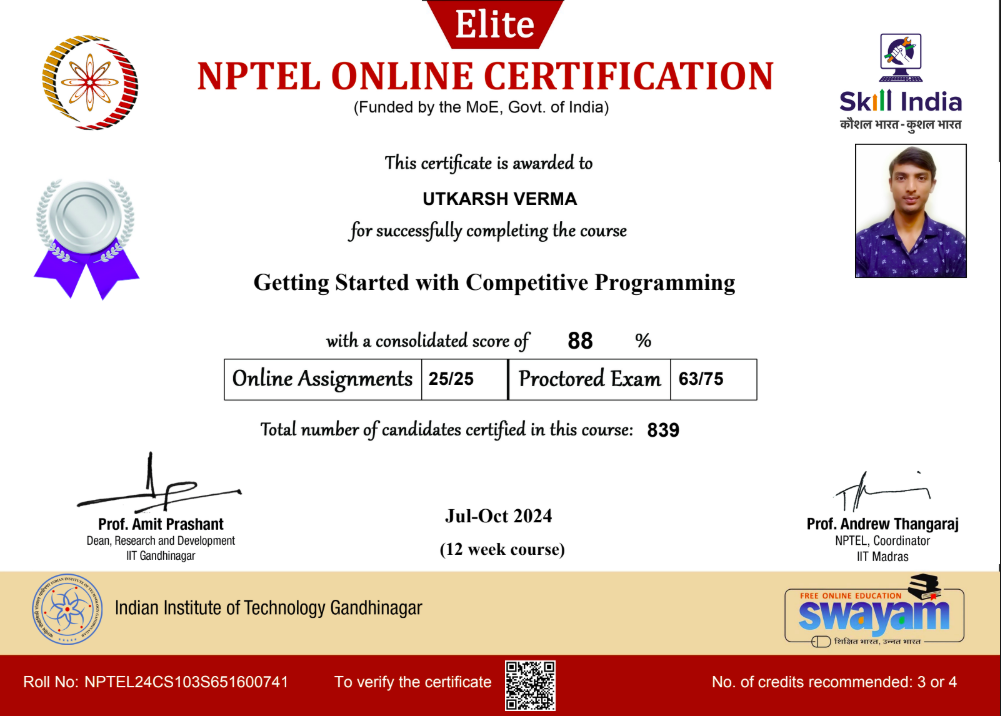 Elite
NPTEL ONLINE CERTIFICATION
(Funded by the MoE, Govt. of India)
Skill India
कौशल भारत - कुशल भारत
This certificate is awarded to
UTKARSH VERMA
for successfully completing the course
Getting Started with Competitive Programming
with a consolidated score of 88 %
Online Assignments 25/25 Proctored Exam 63/75
Total number of candidates certified in this course: 839
Prof. Amit Prashant
Dean, Research and Development
IIT Gandhinagar
Jul-Oct 2024
(12 week course)
Prof. Andrew Thangaraj
NPTEL, Coordinator
IIT Madras
Indian Institute of Technology Gandhinagar
FREE ONLINE EDUCATION
swayam
शिक्षित भारत, उन्नत भारत
Roll No: NPTEL24CS103S651600741 To verify the certificate No. of credits recommended: 3 or 4